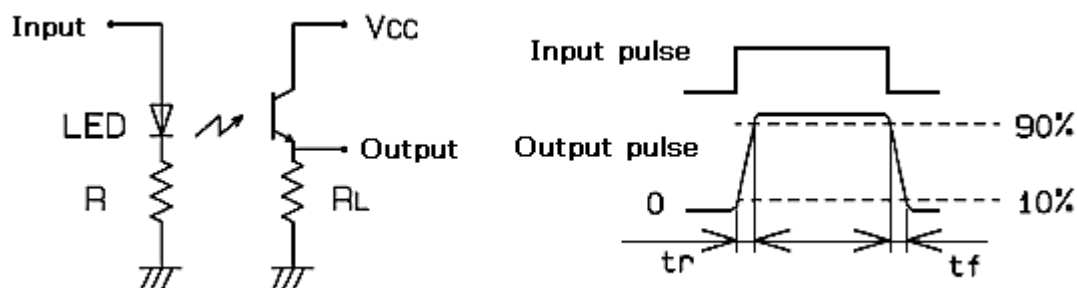 Input
Vcc
LED
Output
R
RL
Input pulse
90%
Output pulse
0
10%
tr
tf